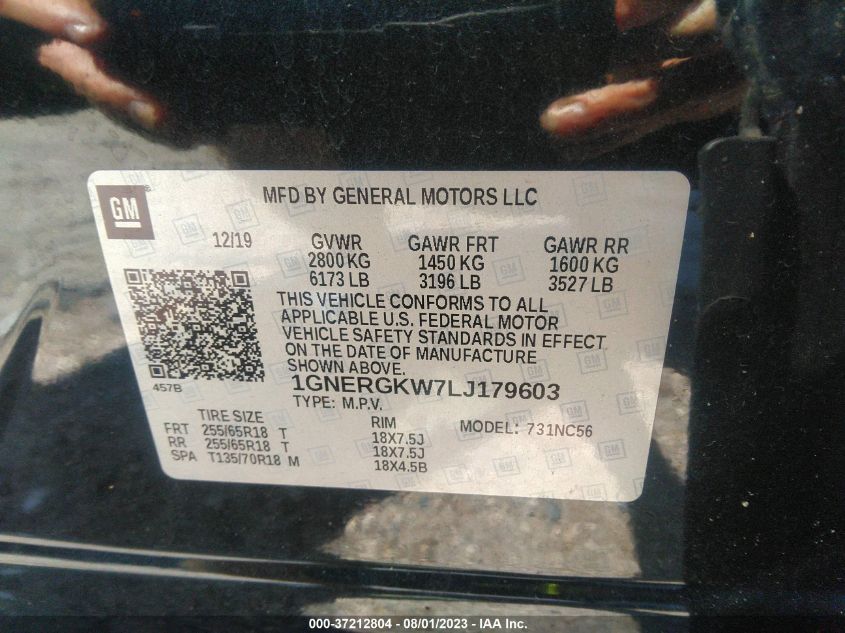 GM
MFD BY GENERAL MOTORS LLC
12/19
GVWR GAWR FRT GAWR RR
2800 KG 1450 KG 1600 KG
6173 LB 3196 LB 3527 LB
THIS VEHICLE CONFORMS TO ALL
APPLICABLE U.S. FEDERAL MOTOR
VEHICLE SAFETY STANDARDS IN EFFECT
ON THE DATE OF MANUFACTURE
SHOWN ABOVE.
457B
1GNERGKW7LJ179603
TYPE: M.P.V.
TIRE SIZE RIM MODEL: 731NC56
FRT 255/65R18 T 18X7.5J
RR 255/65R18 T 18X7.5J
SPA T135/70R18 M 18X4.5B
000-37212804 - 08/01/2023 - IAA Inc.